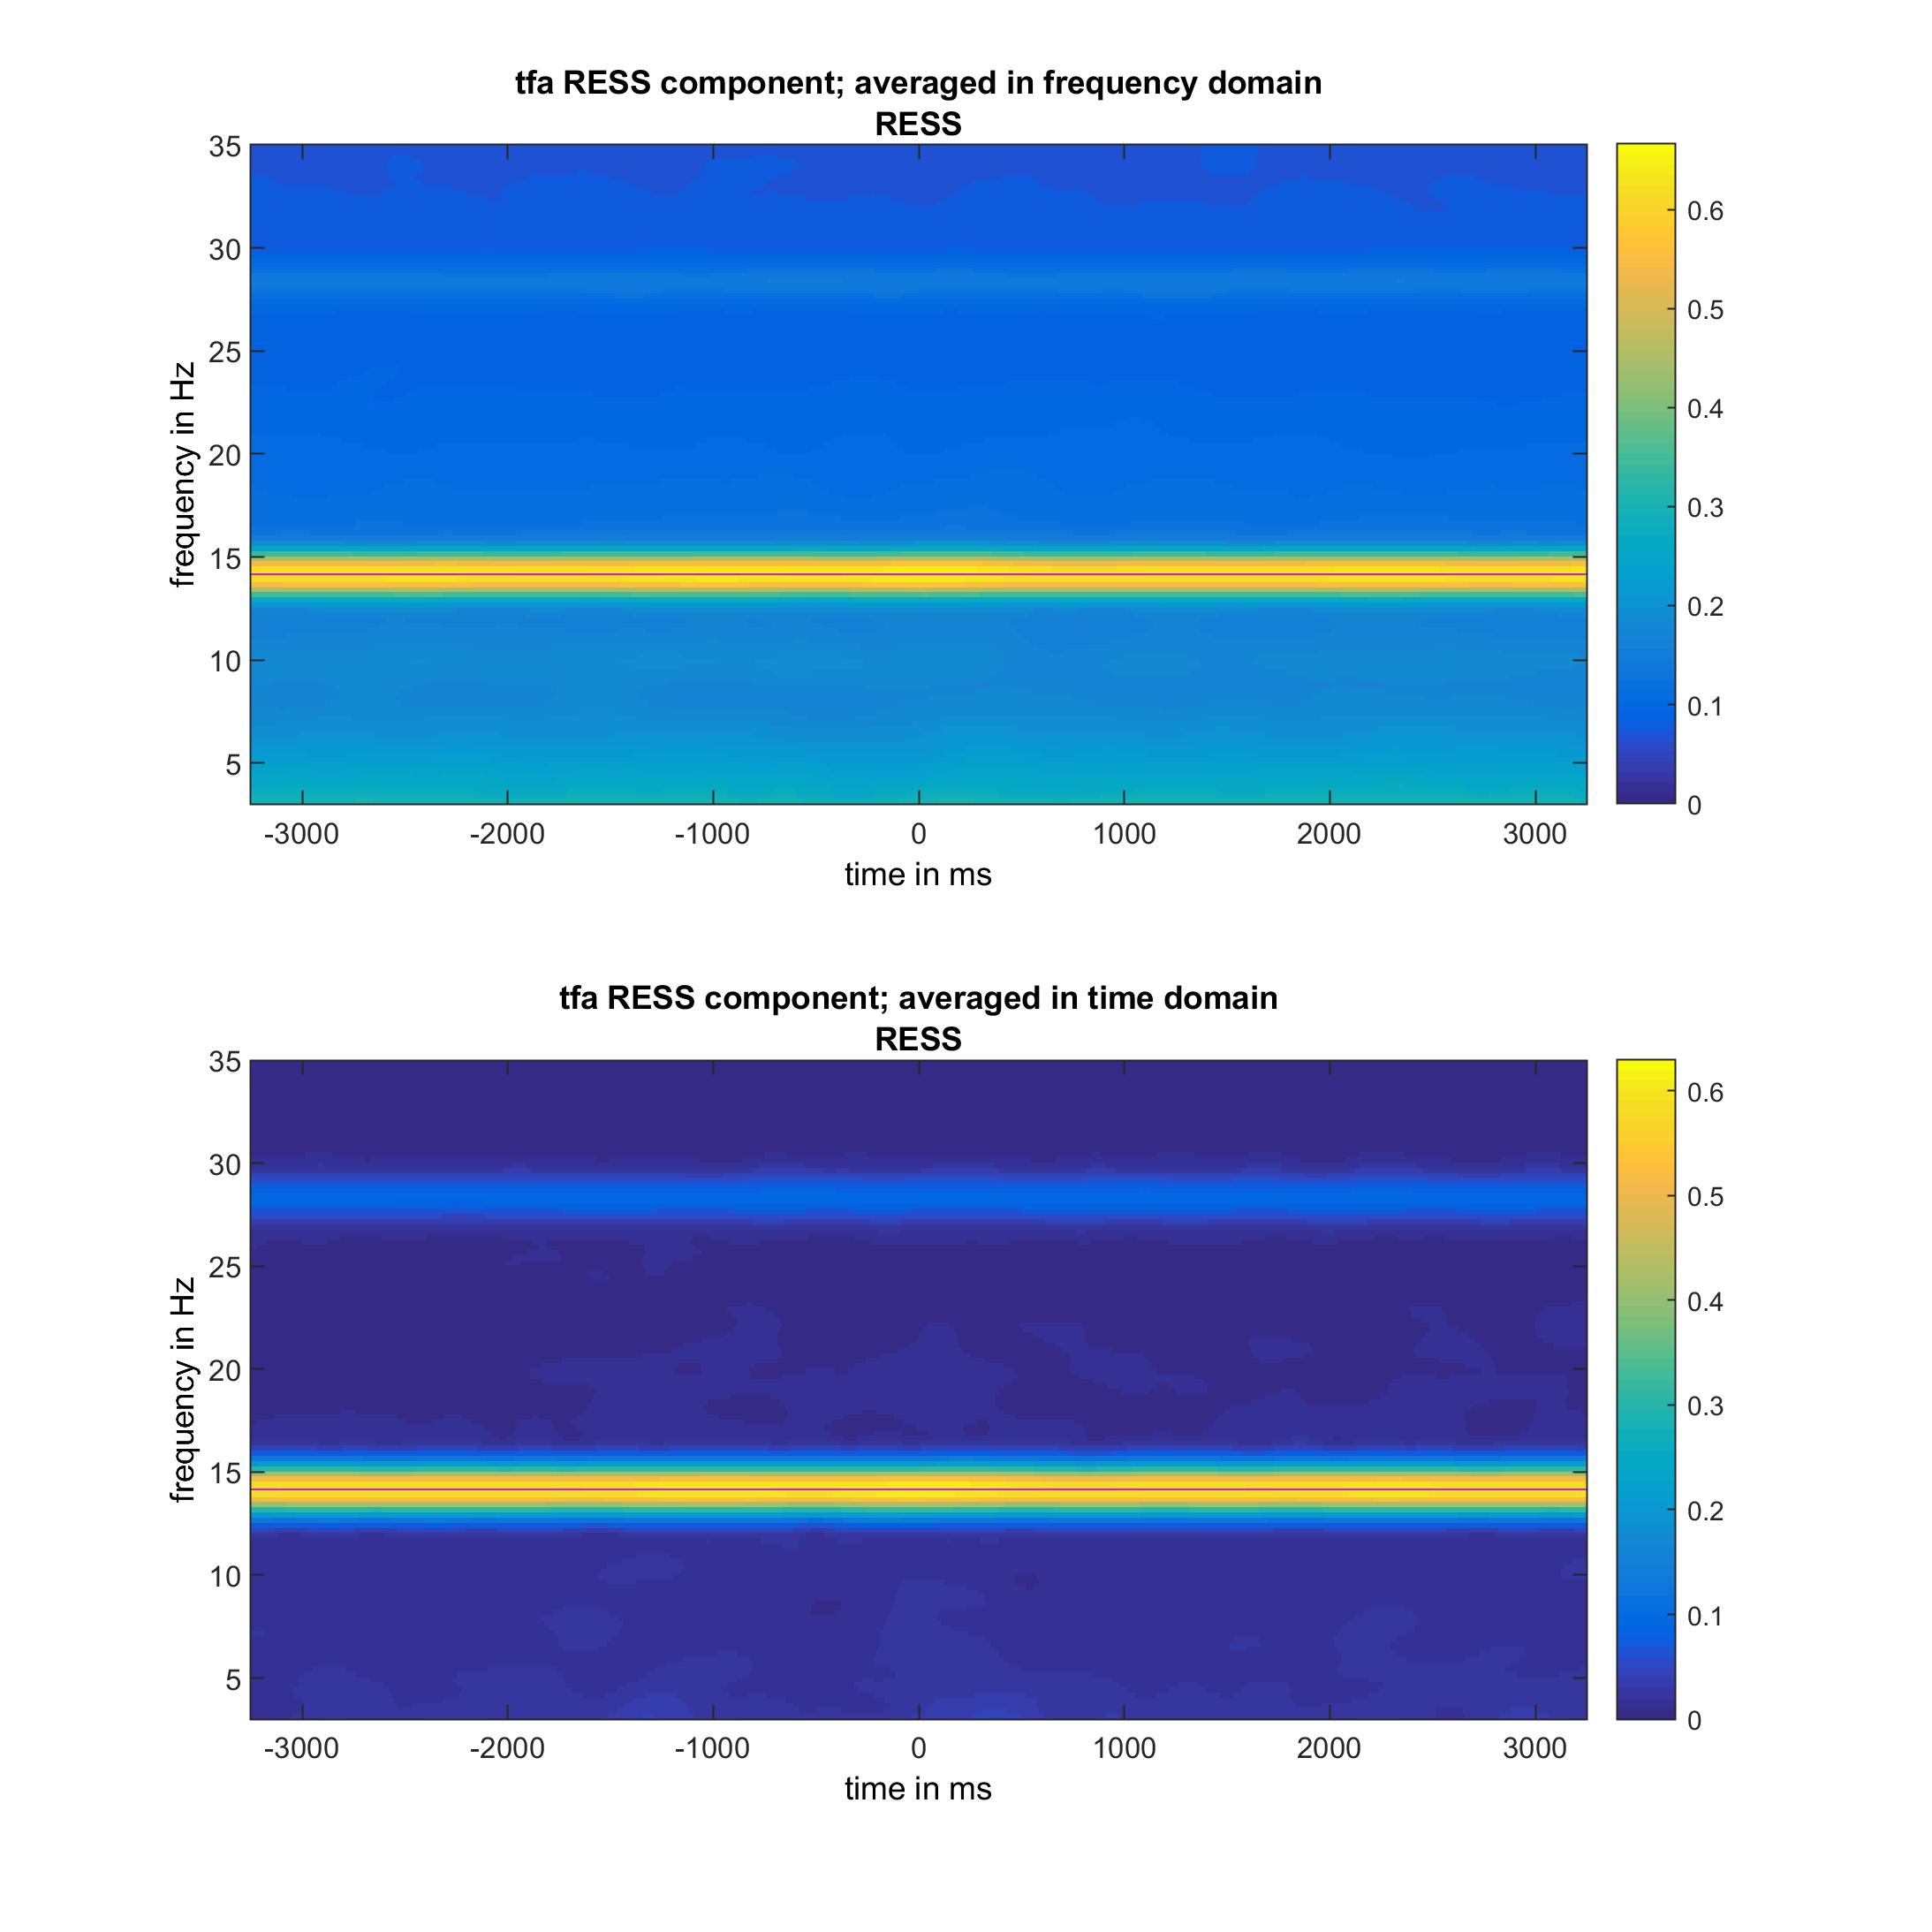 tfa RESS component; averaged in frequency domain
RESS
35
30
25
20
15
10
5
frequency in Hz
-3000 -2000 -1000 0 1000 2000 3000
time in ms
0.6
0.5
0.4
0.3
0.2
0.1
0
tfa RESS component; averaged in time domain
RESS
35
30
25
20
15
10
5
frequency in Hz
-3000 -2000 -1000 0 1000 2000 3000
time in ms
0.6
0.5
0.4
0.3
0.2
0.1
0